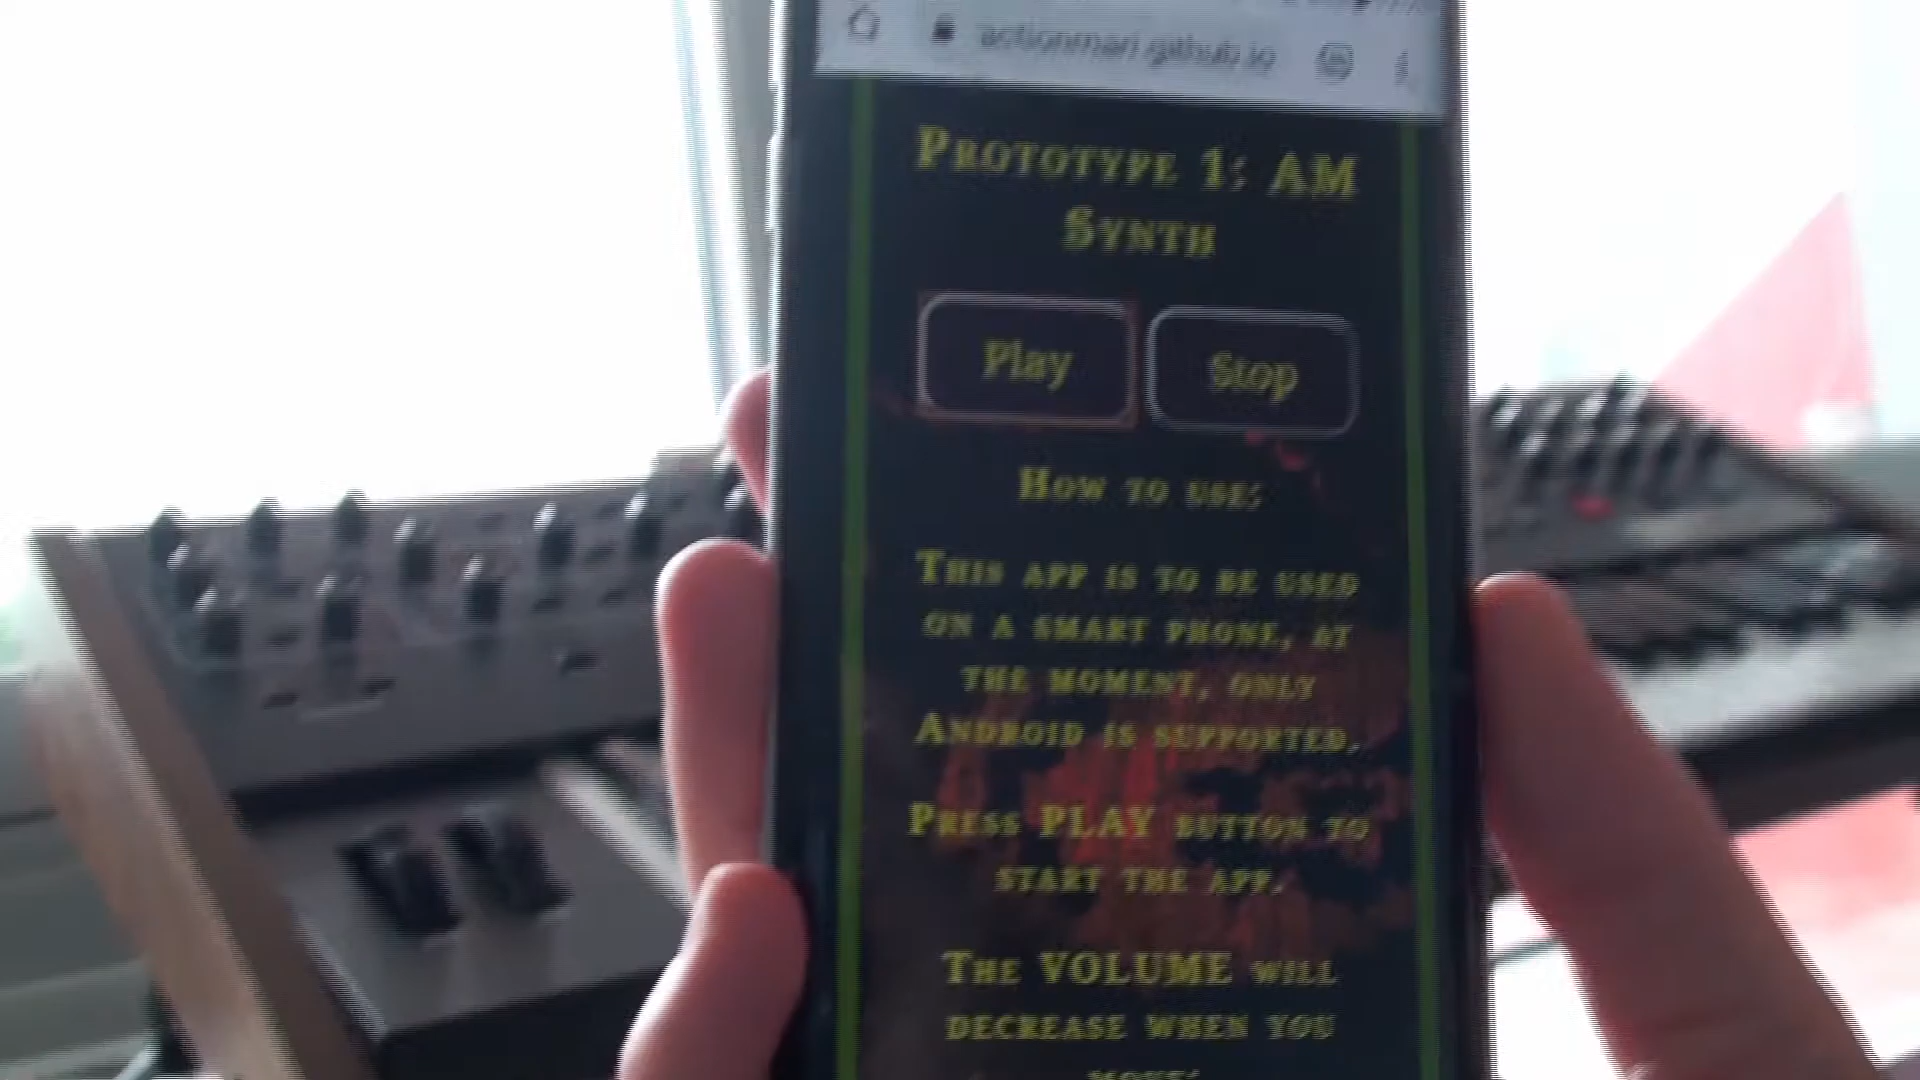 actionman.github.io
PROTOTYPE 1: AM
SYNTH
Play
Stop
HOW TO USE:
THIS APP IS TO BE USED
ON A SMART PHONE, AT
THE MOMENT, ONLY
ANDROID IS SUPPORTED.
PRESS PLAY BUTTON TO
START THE APP.
THE VOLUME WILL
DECREASE WHEN YOU